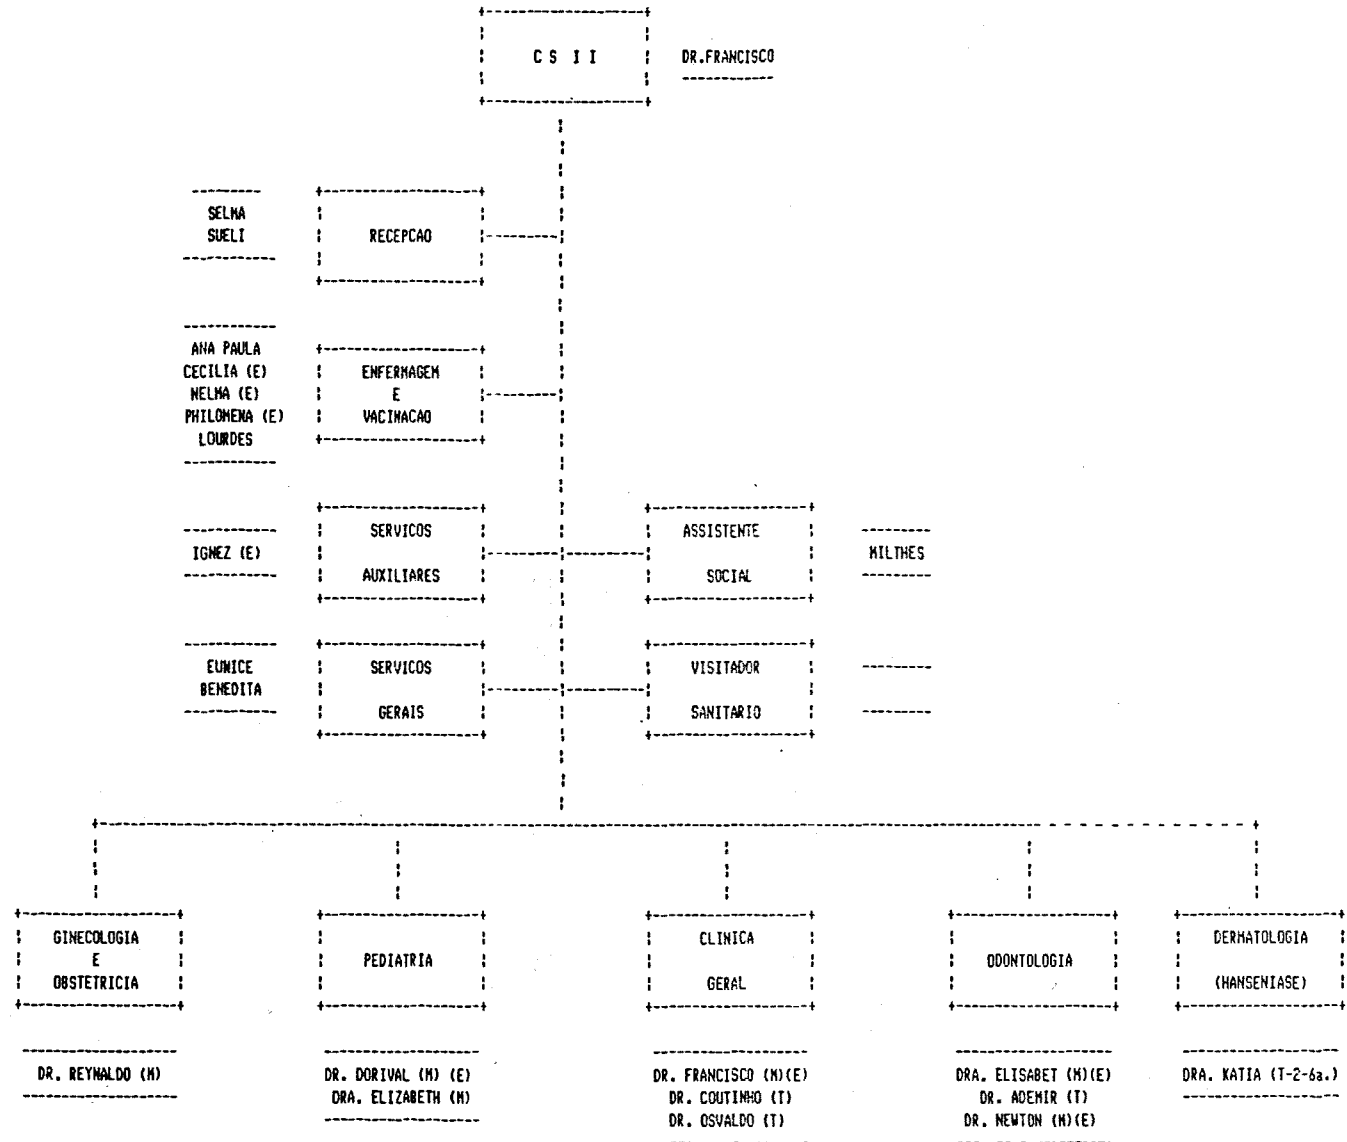 C S I I
DR.FRANCISCO
SELMA
SUELI
RECEPCAO
ANA PAULA
CECILIA (E)
NELMA (E)
PHILOMENA (E)
LOURDES
ENFERMAGEM
E
VACINACAO
IGNEZ (E)
SERVICOS
AUXILIARES
ASSISTENTE
SOCIAL
MILTHES
EUNICE
BENEDITA
SERVICOS
GERAIS
VISITADOR
SANITARIO
GINECOLOGIA
E
OBSTETRICIA
PEDIATRIA
CLINICA
GERAL
ODONTOLOGIA
DERMATOLOGIA
(HANSENIASE)
DR. REYNALDO (M)
DR. DORIVAL (M) (E)
DRA. ELIZABETH (M)
DR. FRANCISCO (M)(E)
DR. COUTINHO (T)
DR. OSVALDO (T)
DRA. ELISABET (M)(E)
DR. ADEMIR (T)
DR. NEWTON (M)(E)
DRA. KATIA (T-2-6a.)